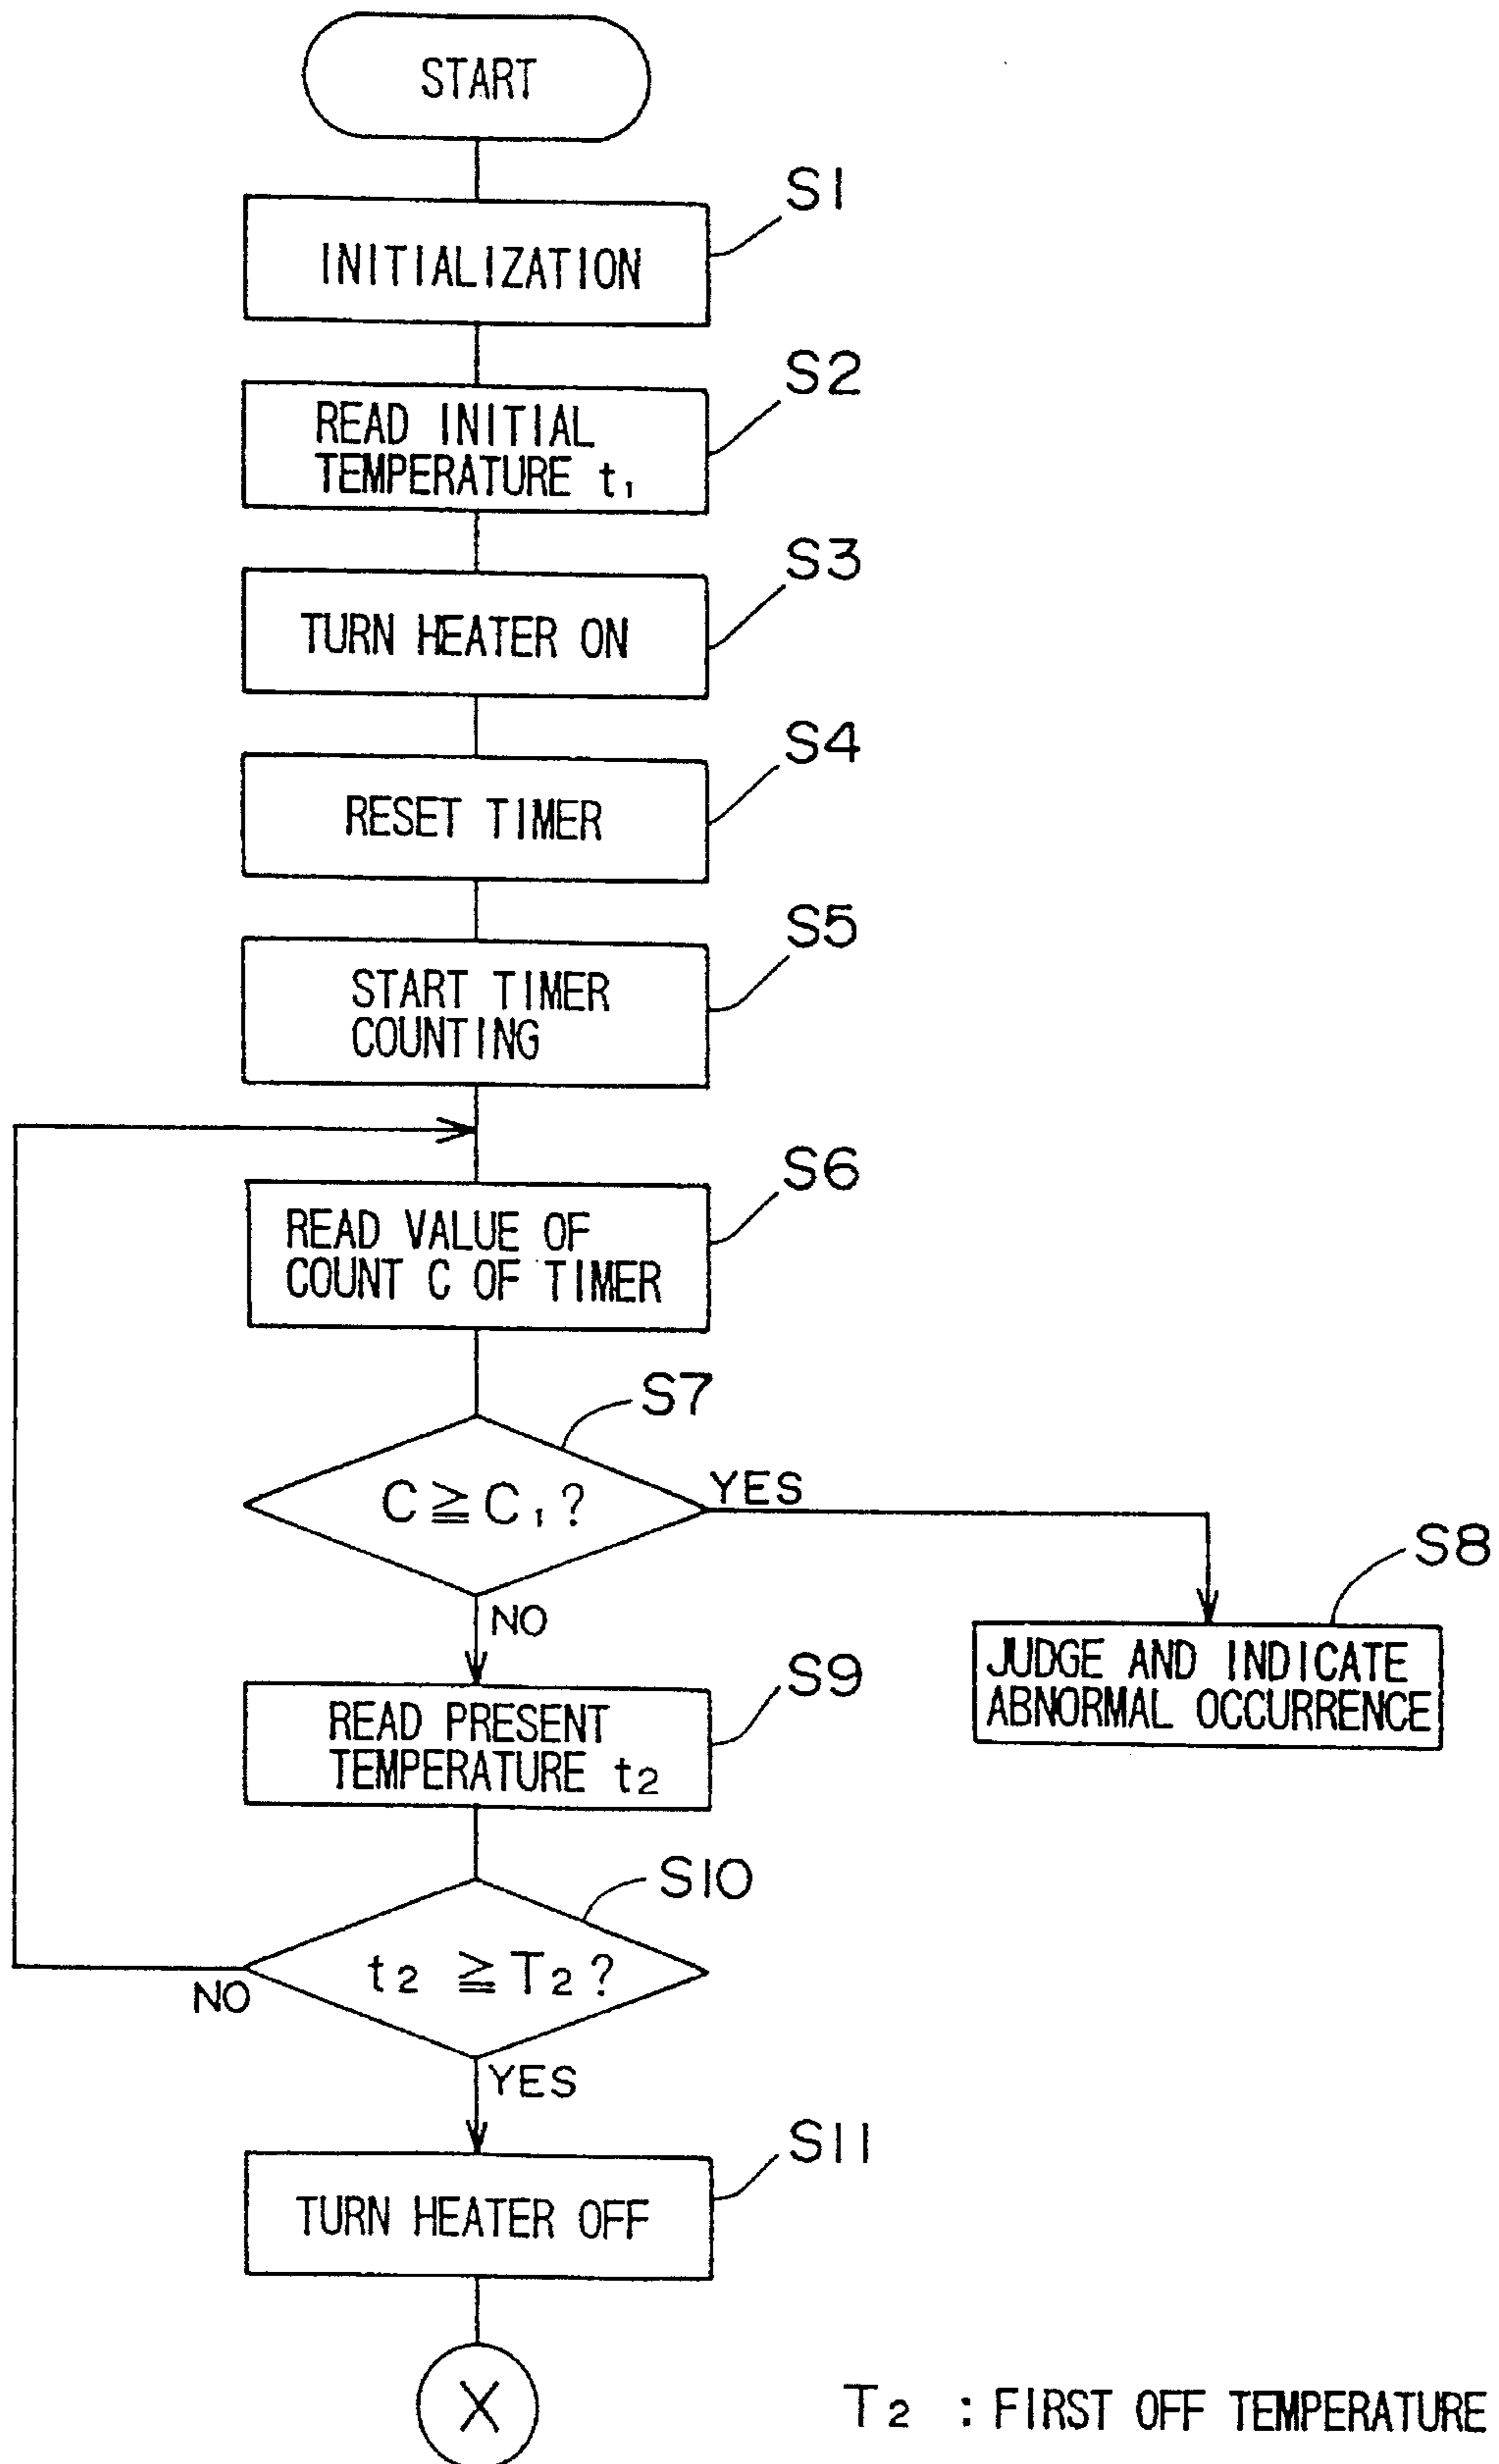 START
S1
INITIALIZATION
S2
READ INITIAL
TEMPERATURE t₁
S3
TURN HEATER ON
S4
RESET TIMER
S5
START TIMER
COUNTING
S6
READ VALUE OF
COUNT C OF TIMER
S7
C ≧ C₁?
YES
NO
S8
JUDGE AND INDICATE
ABNORMAL OCCURRENCE
S9
READ PRESENT
TEMPERATURE t₂
S10
t₂ ≧ T₂?
NO
YES
S11
TURN HEATER OFF
X
T₂ : FIRST OFF TEMPERATURE